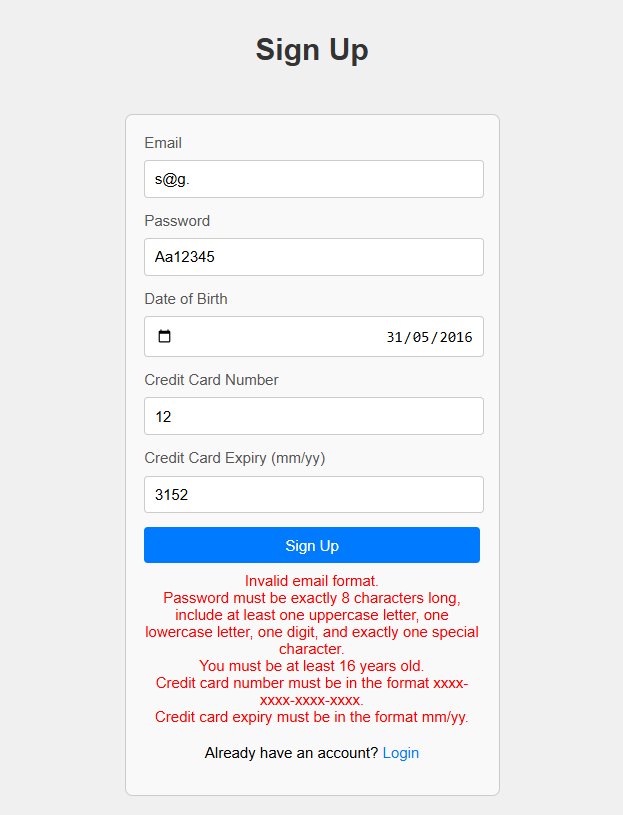 Sign Up
Email
s@g.
Password
Aa12345
Date of Birth
31/05/2016
Credit Card Number
12
Credit Card Expiry (mm/yy)
3152
Sign Up
Invalid email format.
Password must be exactly 8 characters long,
include at least one uppercase letter, one
lowercase letter, one digit, and exactly one special
character.
You must be at least 16 years old.
Credit card number must be in the format xxxx-
xxxx-xxxx-xxxx.
Credit card expiry must be in the format mm/yy.
Already have an account? Login